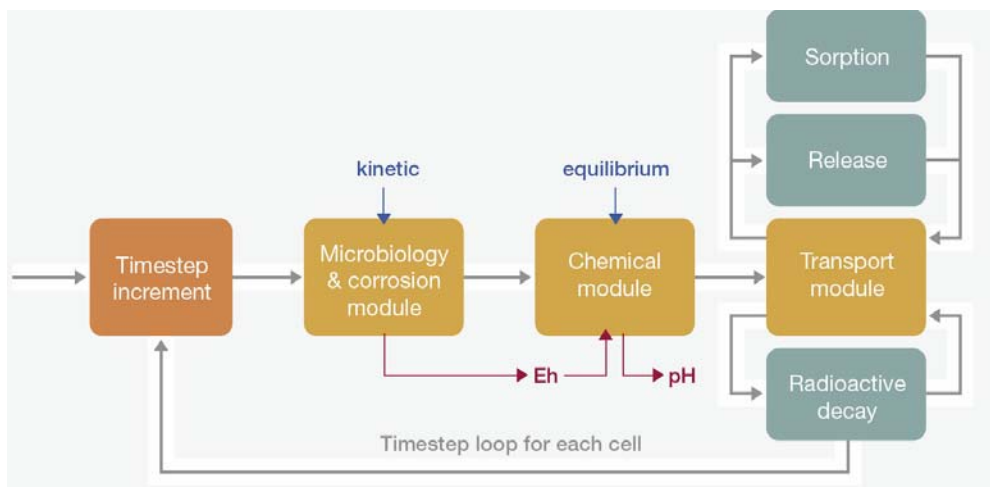 Sorption
Release
kinetic
equilibrium
Timestep
increment
Microbiology
& corrosion
module
Chemical
module
Transport
module
Eh
pH
Radioactive
decay
Timestep loop for each cell